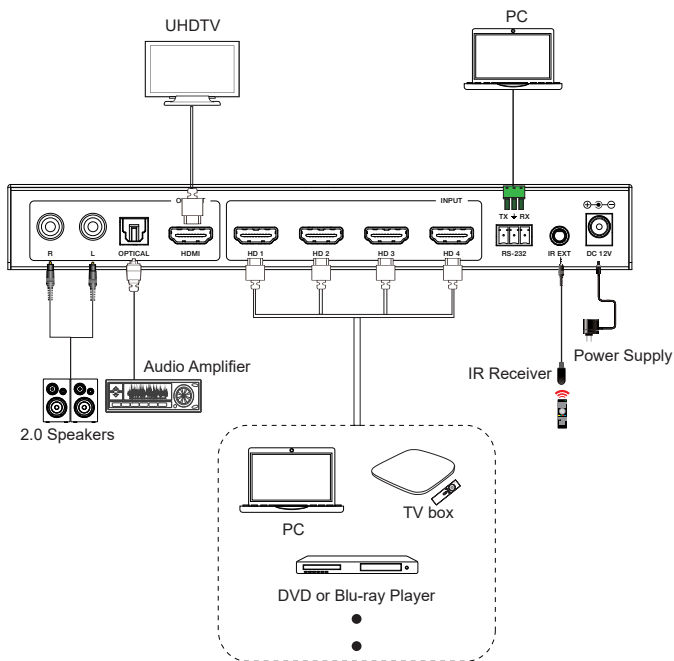 UHDTV
PC
INPUT
TX RX
R
L
OPTICAL
HDMI
HD 1
HD 2
HD 3
HD 4
RS-232
IR EXT
DC 12V
Audio Amplifier
2.0 Speakers
IR Receiver
Power Supply
PC
TV box
DVD or Blu-ray Player